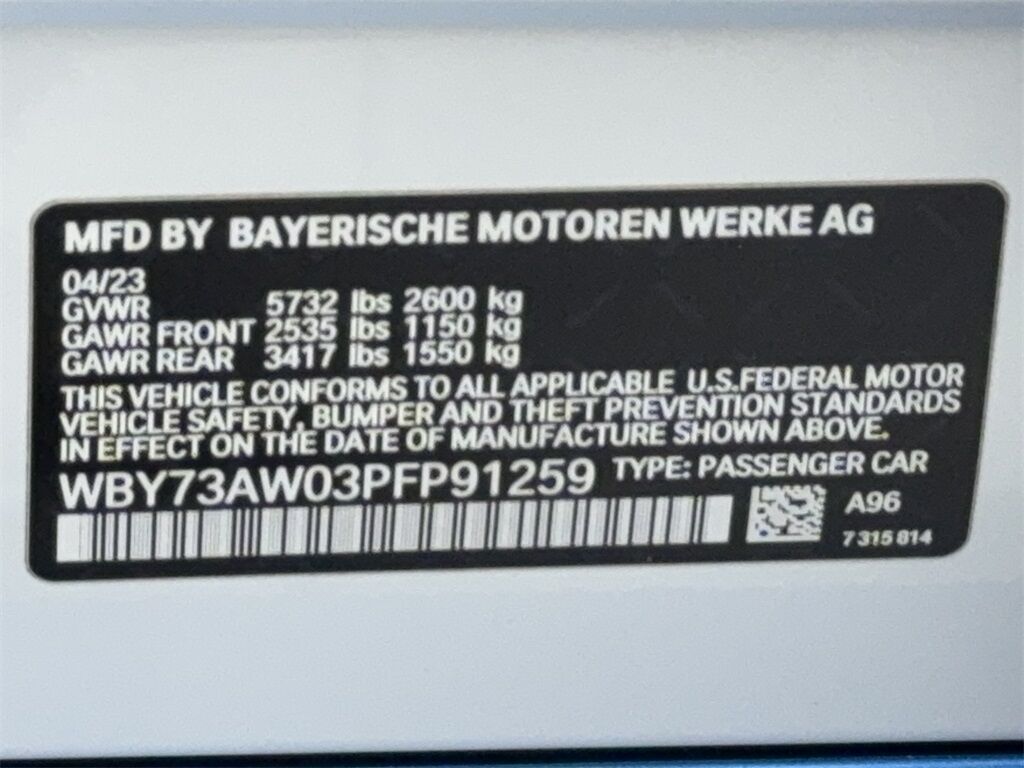 MFD BY BAYERISCHE MOTOREN WERKE AG
04/23
GVWR 5732 lbs 2600 kg
GAWR FRONT 2535 lbs 1150 kg
GAWR REAR 3417 lbs 1550 kg
THIS VEHICLE CONFORMS TO ALL APPLICABLE U.S.FEDERAL MOTOR
VEHICLE SAFETY, BUMPER AND THEFT PREVENTION STANDARDS
IN EFFECT ON THE DATE OF MANUFACTURE SHOWN ABOVE.
WBY73AW03PFP91259 TYPE: PASSENGER CAR
A96
7 315 814